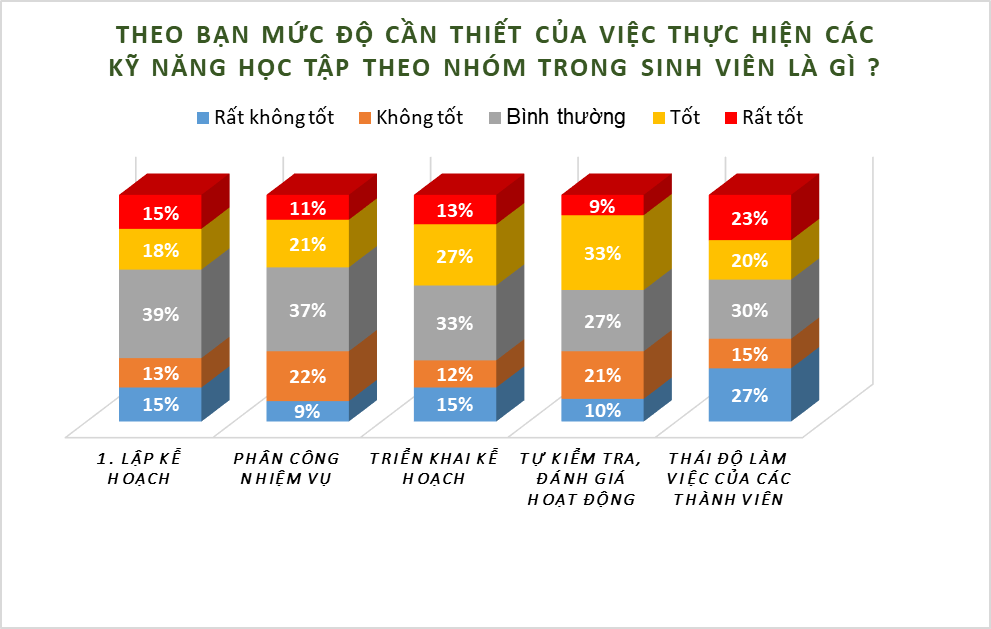 THEO BẠN MỨC ĐỘ CẦN THIẾT CỦA VIỆC THỰC HIỆN CÁC
KỸ NĂNG HỌC TẬP THEO NHÓM TRONG SINH VIÊN LÀ GÌ ?
Rất không tốt Không tốt Bình thường Tốt Rất tốt
15% 11% 13% 9% 23%
18% 21% 27% 33% 20%
39% 37% 33% 27% 30%
13% 22% 12% 21% 15%
15% 9% 15% 10% 27%
1. LẬP KẾ
HOẠCH
PHÂN CÔNG
NHIỆM VỤ
TRIỂN KHAI KẾ
HOẠCH
TỰ KIỂM TRA,
ĐÁNH GIÁ
HOẠT ĐỘNG
THÁI ĐỘ LÀM
VIỆC CỦA CÁC
THÀNH VIÊN